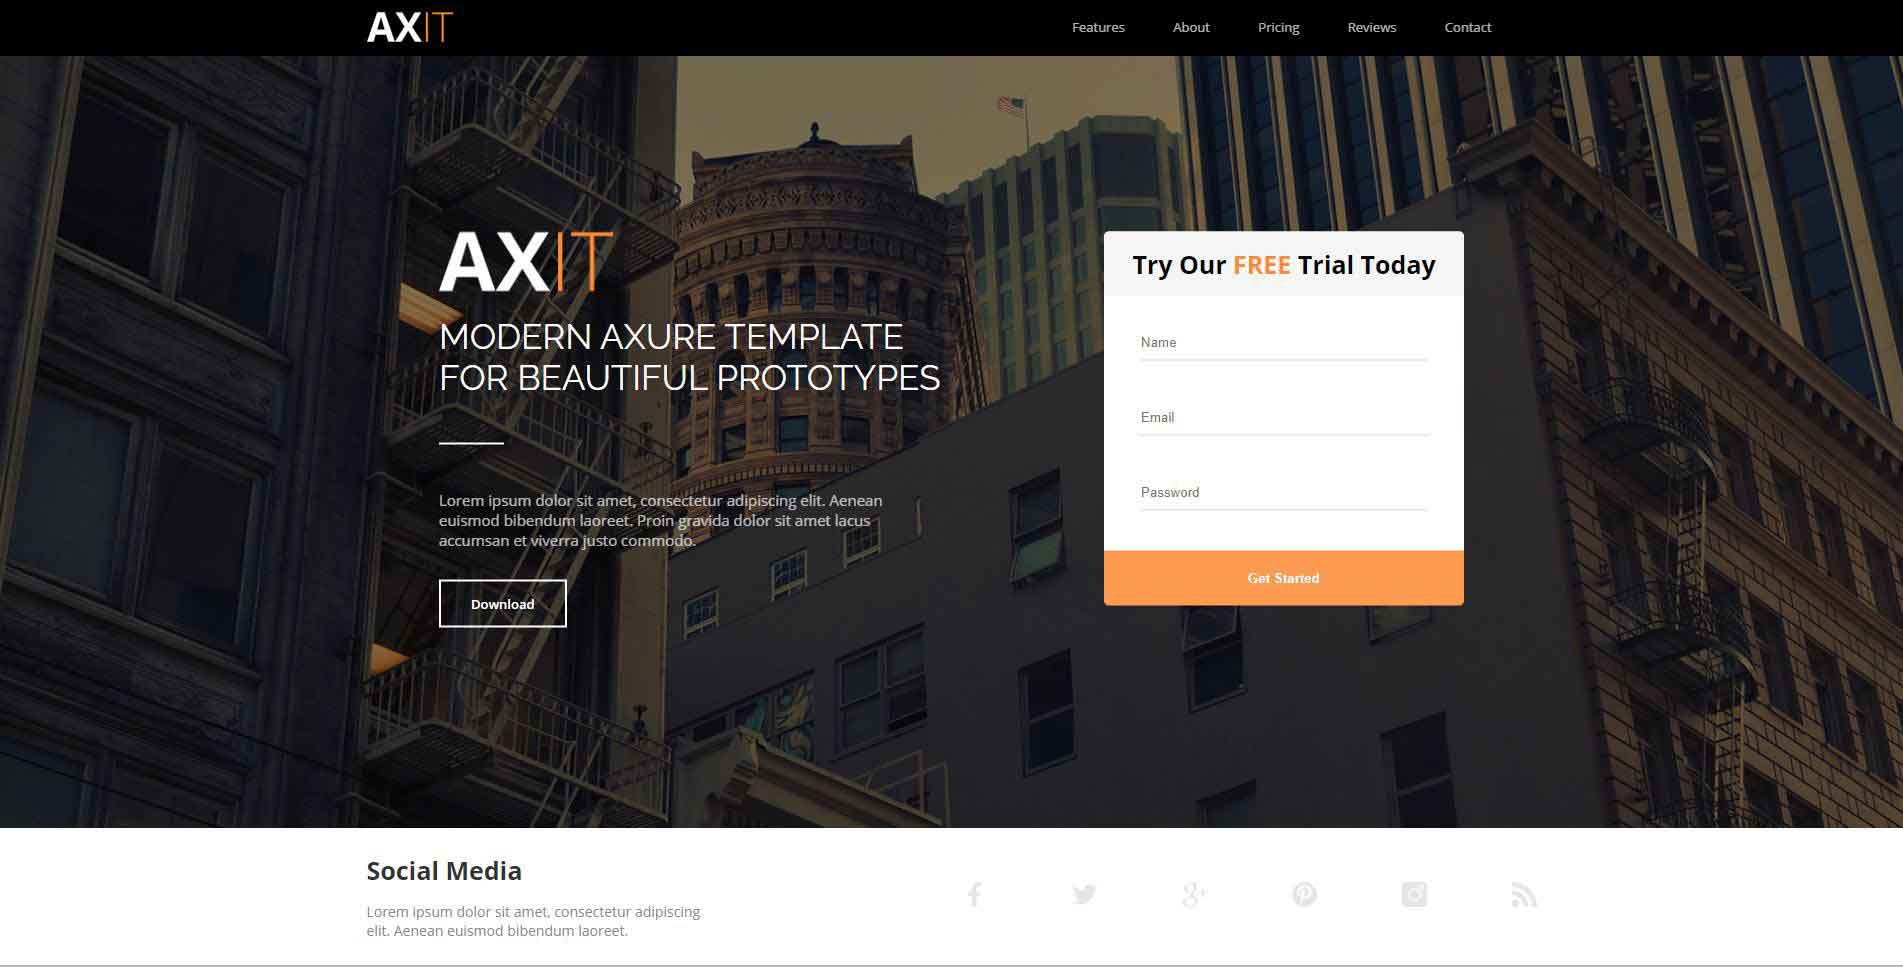 AXIT
Features
About
Pricing
Reviews
Contact
AXIT
MODERN AXURE TEMPLATE
FOR BEAUTIFUL PROTOTYPES
Lorem ipsum dolor sit amet, consectetur adipiscing elit. Aenean
euismod bibendum laoreet. Proin gravida dolor sit amet lacus
accumsan et viverra justo commodo.
Download
Try Our FREE Trial Today
Name
Email
Password
Get Started
Social Media
Lorem ipsum dolor sit amet, consectetur adipiscing
elit. Aenean euismod bibendum laoreet.